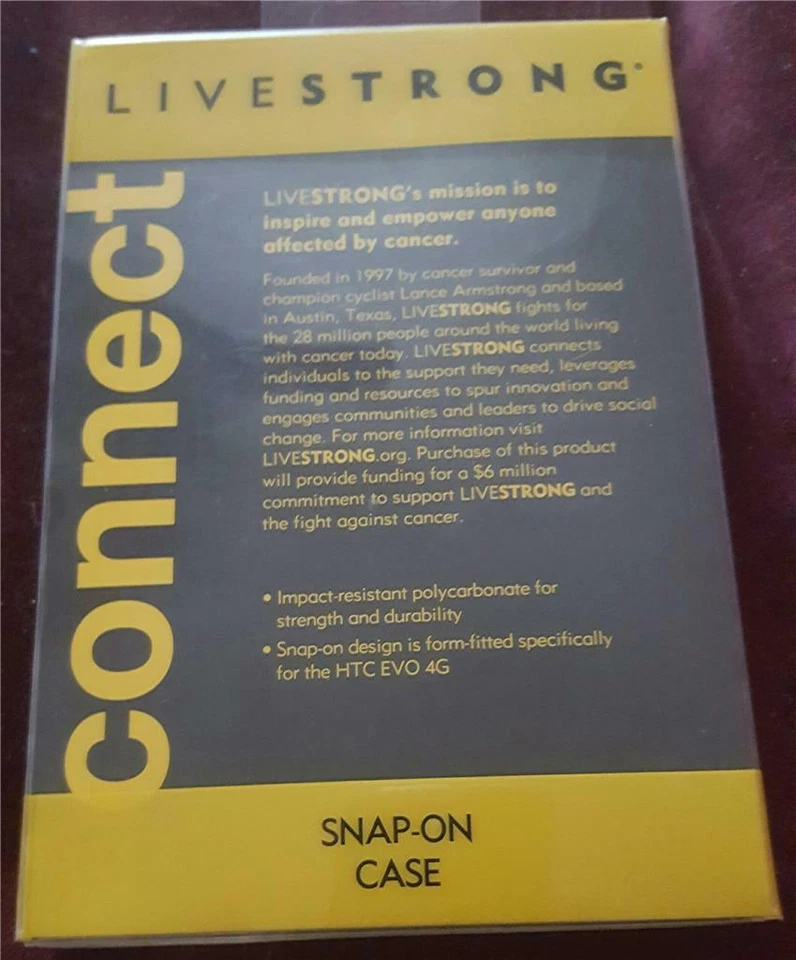 LIVESTRONG®
connect
LIVESTRONG's mission is to
inspire and empower anyone
affected by cancer.
Founded in 1997 by cancer survivor and
champion cyclist Lance Armstrong and based
in Austin, Texas, LIVESTRONG fights for
the 28 million people around the world living
with cancer today. LIVESTRONG connects
individuals to the support they need, leverages
funding and resources to spur innovation and
engages communities and leaders to drive social
change. For more information visit
LIVESTRONG.org. Purchase of this product
will provide funding for a $6 million
commitment to support LIVESTRONG and
the fight against cancer.
• Impact-resistant polycarbonate for
strength and durability
• Snap-on design is form-fitted specifically
for the HTC EVO 4G
SNAP-ON
CASE